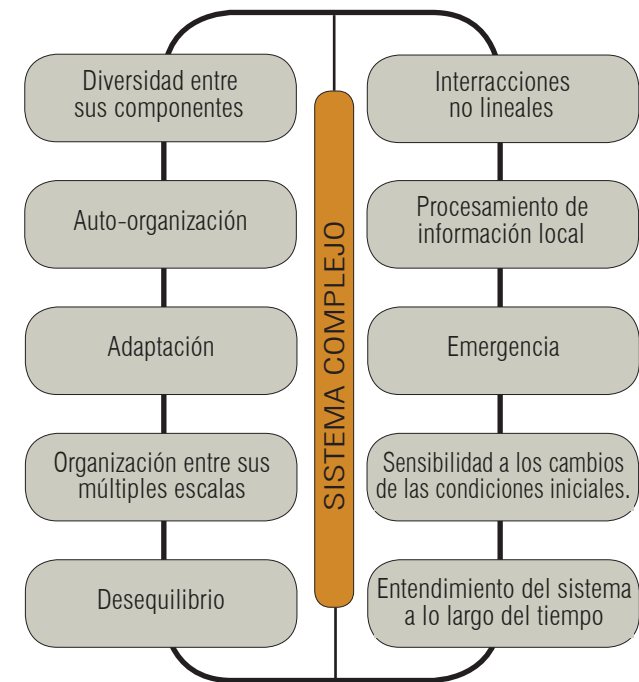 Diversidad entre
sus componentes
Auto-organización
Adaptación
Organización entre sus
múltiples escalas
Desequilibrio
SISTEMA COMPLEJO
Interracciones
no lineales
Procesamiento de
información local
Emergencia
Sensibilidad a los cambios
de las condiciones iniciales.
Entendimiento del sistema
a lo largo del tiempo